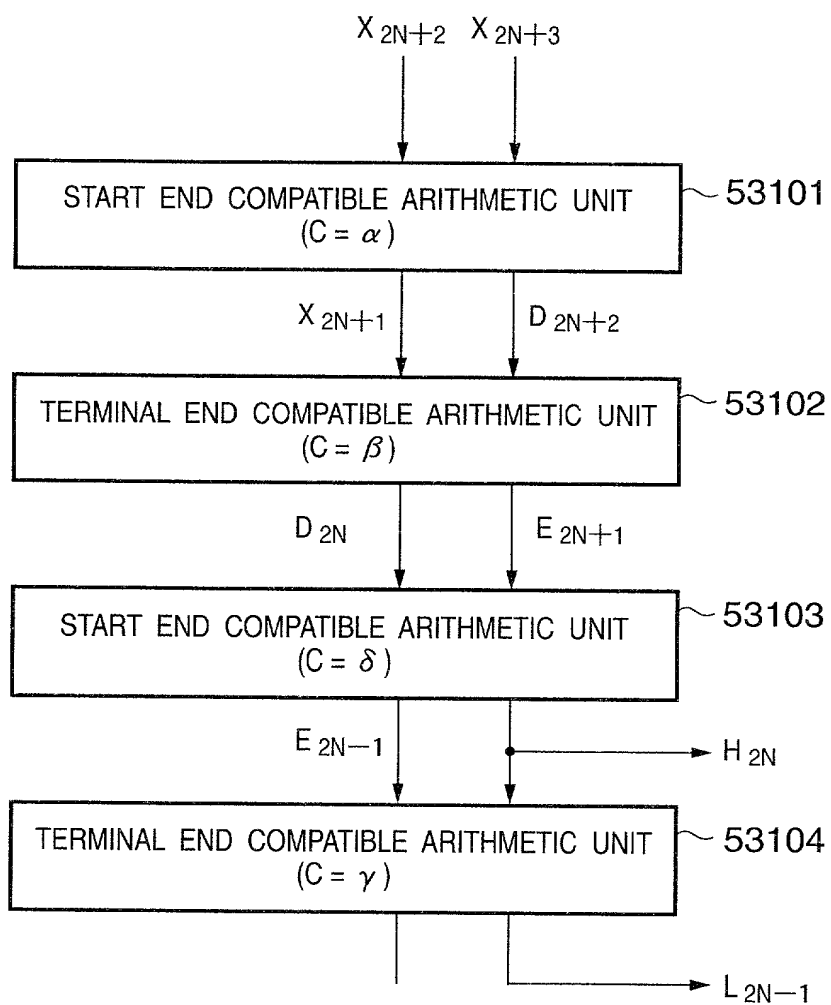 X 2N+2 X 2N+3
START END COMPATIBLE ARITHMETIC UNIT
(C = α)
53101
X 2N+1 D 2N+2
TERMINAL END COMPATIBLE ARITHMETIC UNIT
(C = β)
53102
D 2N E 2N+1
START END COMPATIBLE ARITHMETIC UNIT
(C = δ)
53103
E 2N−1
H 2N
TERMINAL END COMPATIBLE ARITHMETIC UNIT
(C = γ)
53104
L 2N−1